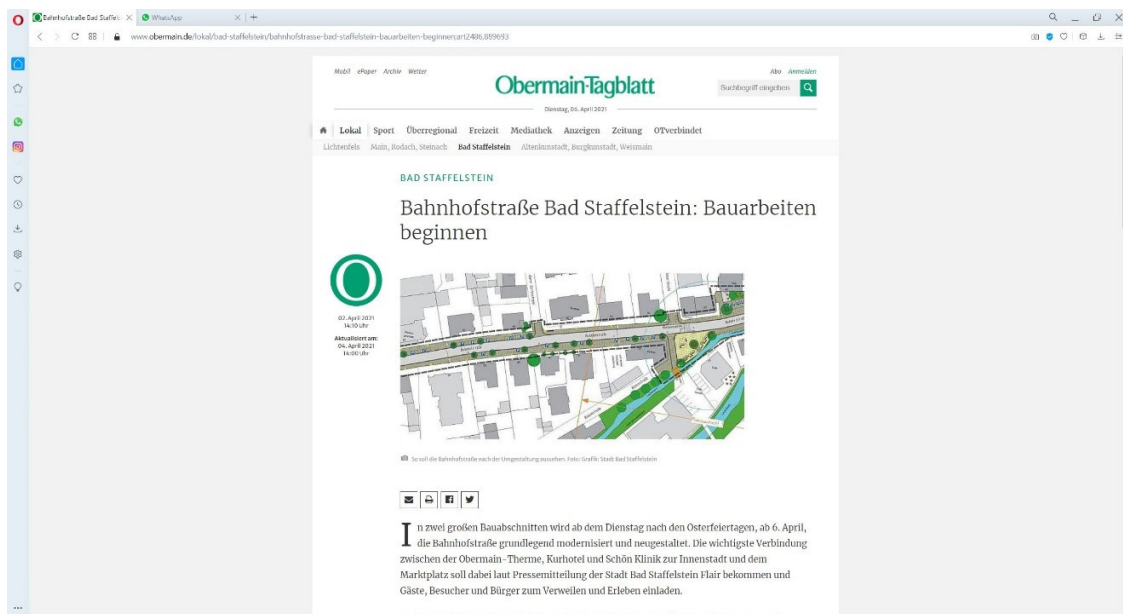 Bahnhofstraße Bad Staffels
WhatsApp
www.obermain.de/lokal/bad-staffelstein/bahnhofstrasse-bad-staffelstein-bauarbeiten-beginnen;art2486,889693
Mobil ePaper Archiv Wetter
Abo Anmelden
Obermain-Tagblatt
Suchbegriff eingeben
Dienstag, 06. April 2021
Lokal Sport Überregional Freizeit Mediathek Anzeigen Zeitung OTverbindet
Lichtenfels Main, Rodach, Steinach Bad Staffelstein Altenkunstadt, Burgkunstadt, Weismain
BAD STAFFELSTEIN
Bahnhofstraße Bad Staffelstein: Bauarbeiten
beginnen
02. April 2021
14:10 Uhr
Aktualisiert am:
04. April 2021
14:00 Uhr
So soll die Bahnhofstraße nach der Umgestaltung aussehen. Foto: Grafik: Stadt Bad Staffelstein
In zwei großen Bauabschnitten wird ab dem Dienstag nach den Osterfeiertagen, ab 6. April,
die Bahnhofstraße grundlegend modernisiert und neugestaltet. Die wichtigste Verbindung
zwischen der Obermain-Therme, Kurhotel und Schön Klinik zur Innenstadt und dem
Marktplatz soll dabei laut Pressemitteilung der Stadt Bad Staffelstein Flair bekommen und
Gäste, Besucher und Bürger zum Verweilen und Erleben einladen.